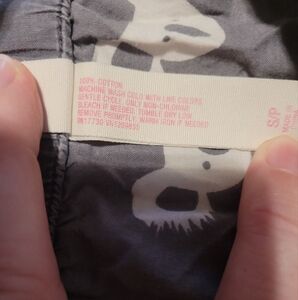 100% COTTON
MACHINE WASH COLD WITH LIKE COLORS
GENTLE CYCLE. ONLY NON-CHLORINE
BLEACH IF NEEDED. TUMBLE DRY LOW
REMOVE PROMPTLY. WARM IRON IF NEEDED
S/P
MADE IN